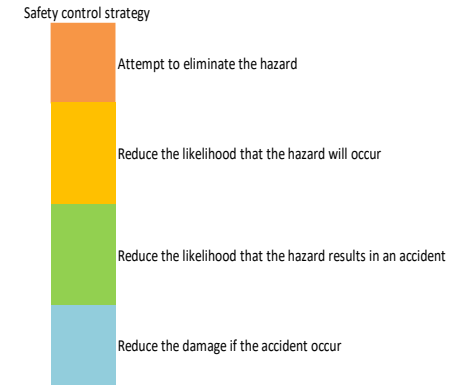 Safety control strategy
Attempt to eliminate the hazard
Reduce the likelihood that the hazard will occur
Reduce the likelihood that the hazard results in an accident
Reduce the damage if the accident occur